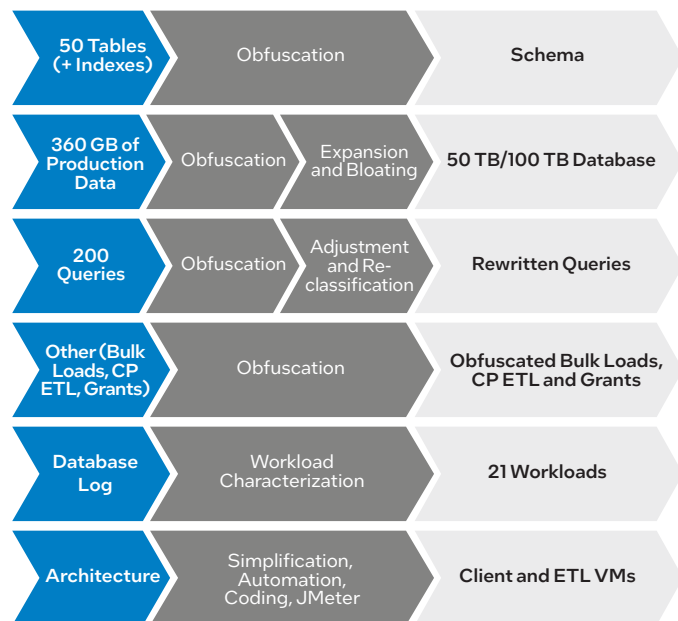 50 Tables
(+ Indexes)
Obfuscation
Schema
360 GB of
Production
Data
Obfuscation
Expansion
and Bloating
50 TB/100 TB Database
200
Queries
Obfuscation
Adjustment
and Re-
classification
Rewritten Queries
Other (Bulk
Loads, CP
ETL, Grants)
Obfuscation
Obfuscated Bulk Loads,
CP ETL and Grants
Database
Log
Workload
Characterization
21 Workloads
Architecture
Simplification,
Automation,
Coding, JMeter
Client and ETL VMs